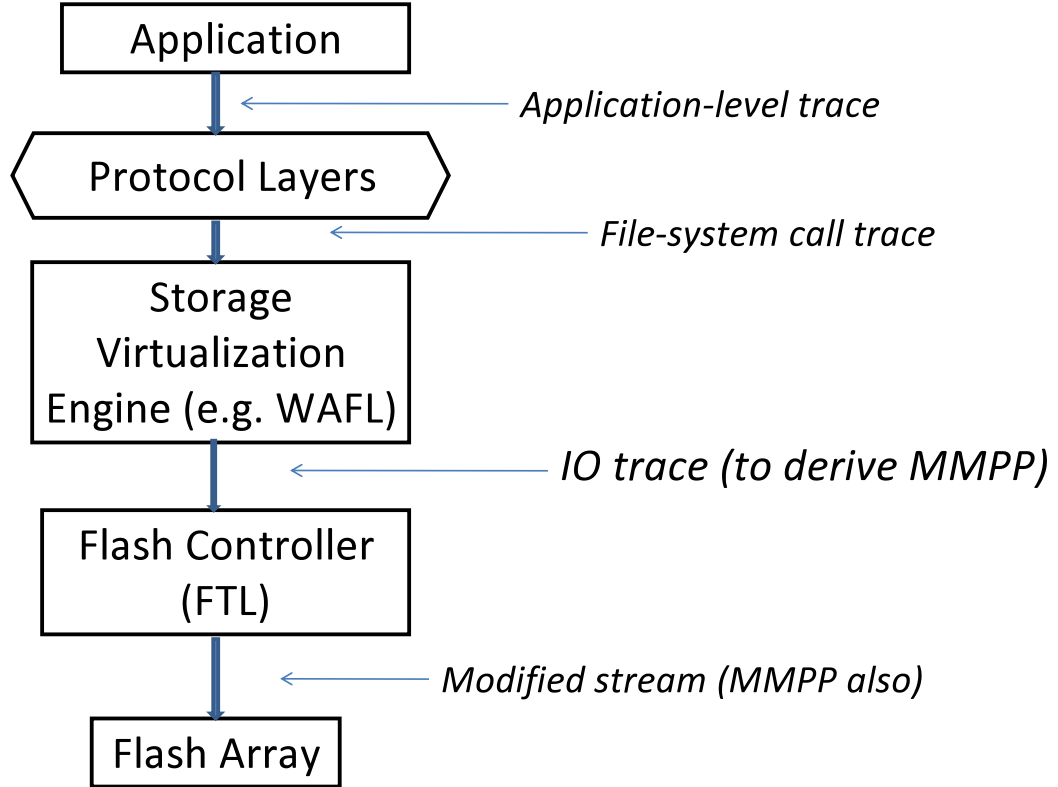 Application
Application-level trace
Protocol Layers
File-system call trace
Storage
Virtualization
Engine (e.g. WAFL)
IO trace (to derive MMPP)
Flash Controller
(FTL)
Modified stream (MMPP also)
Flash Array